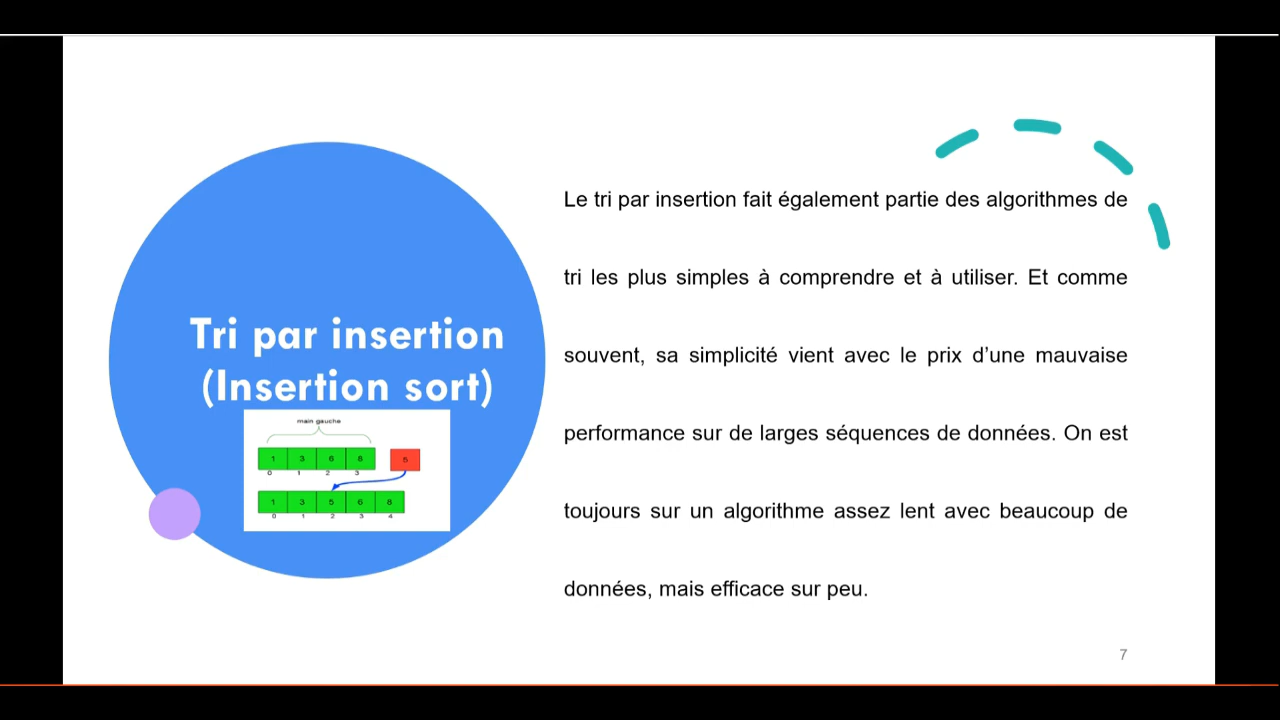 Tri par insertion
(Insertion sort)
main gauche
1 3 6 8 5
0 1 2 3
1 3 5 6 8
0 1 2 3 4
Le tri par insertion fait également partie des algorithmes de
tri les plus simples à comprendre et à utiliser. Et comme
souvent, sa simplicité vient avec le prix d’une mauvaise
performance sur de larges séquences de données. On est
toujours sur un algorithme assez lent avec beaucoup de
données, mais efficace sur peu.
7